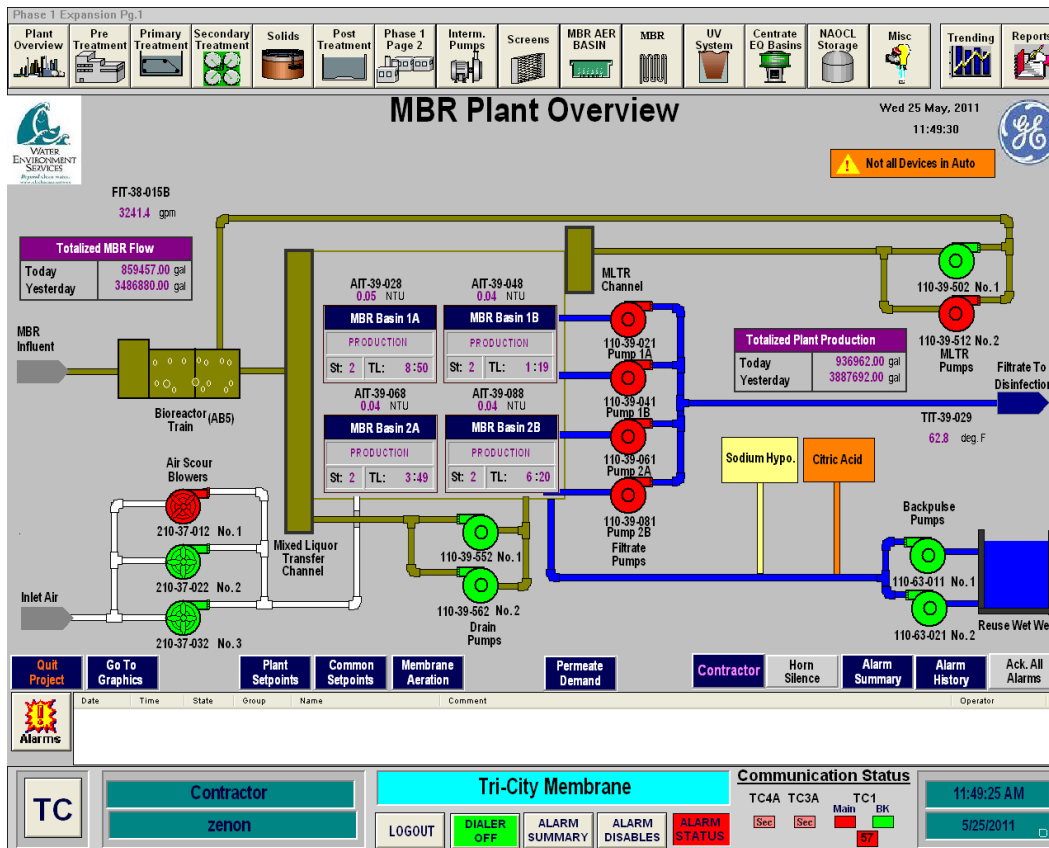 Phase 1 Expansion Pg.1
Plant Overview
Pre Treatment
Primary Treatment
Secondary Treatment
Solids
Post Treatment
Phase 1 Page 2
Interm. Pumps
Screens
MBR AER BASIN
MBR
UV System
Centrate EQ Basins
NAOCL Storage
Misc
Trending
Reports
MBR Plant Overview
Wed 25 May, 2011
11:49:30
WATER
ENVIRONMENT
SERVICES
Not all Devices in Auto
FIT-38-015B
3241.4 gpm
Totalized MBR Flow
Today 859457.00 gal
Yesterday 3486880.00 gal
MBR
Influent
Bioreactor
Train
(AB5)
AIT-39-028
0.05 NTU
MBR Basin 1A
PRODUCTION
St: 2 TL: 8:50
AIT-39-048
0.04 NTU
MBR Basin 1B
PRODUCTION
St: 2 TL: 1:19
AIT-39-068
0.04 NTU
MBR Basin 2A
PRODUCTION
St: 2 TL: 3:49
AIT-39-088
0.04 NTU
MBR Basin 2B
PRODUCTION
St: 2 TL: 6:20
MLTR
Channel
110-39-021
Pump 1A
110-39-041
Pump 1B
110-39-061
Pump 2A
110-39-081
Pump 2B
Filtrate
Pumps
110-39-502 No.1
110-39-512 No.2
MLTR
Pumps
Totalized Plant Production
Today 936962.00 gal
Yesterday 3887692.00 gal
Filtrate To
Disinfection
TIT-39-029
62.8 deg.F
Sodium Hypo.
Citric Acid
Backpulse
Pumps
110-63-011 No.1
110-63-021 No.2
Reuse Wet We
Air Scour
Blowers
210-37-012 No.1
210-37-022 No.2
210-37-032 No.3
Inlet Air
Mixed Liquor
Transfer
Channel
110-39-552 No.1
110-39-562 No.2
Drain
Pumps
Quit Project
Go To Graphics
Plant Setpoints
Common Setpoints
Membrane Aeration
Permeate Demand
Contractor
Horn Silence
Alarm Summary
Alarm History
Ack. All Alarms
Alarms
Date Time State Group Name Comment Operator
TC
Contractor
zenon
Tri-City Membrane
LOGOUT
DIALER OFF
ALARM SUMMARY
ALARM DISABLES
ALARM STATUS
Communication Status
TC4A TC3A TC1
Main BK
Sec Sec
57
11:49:25 AM
5/25/2011